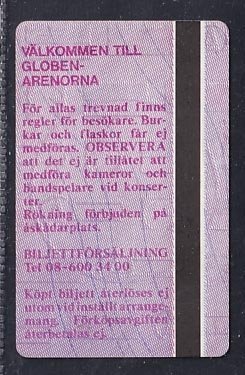 VÄLKOMMEN TILL
GLOBEN-
ARENORNA
För allas trevnad finns
regler för besökare. Bur-
kar och flaskor får ej
medföras. OBSERVERA
att det ej är tillåtet att
medföra kameror och
bandspelare vid konser-
ter.
Rökning förbjuden på
åskådarplats.
BILJETTFÖRSÄLJNING
Tel 08-600 34 00
Köpt biljett återlöses ej
utom vid inställt arrange-
mang. Förköpsavgiften
återbetalas ej.